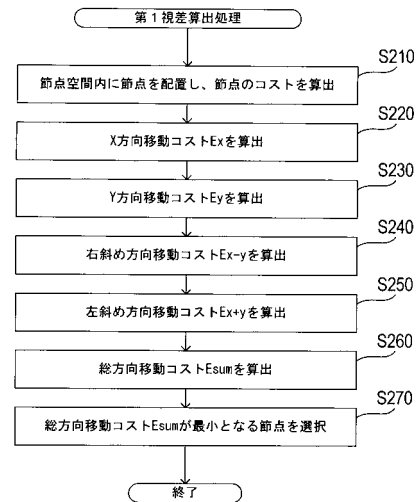 第1視差算出処理
S210
節点空間内に節点を配置し、節点のコストを算出
S220
X方向移動コストExを算出
S230
Y方向移動コストEyを算出
S240
右斜め方向移動コストEx-yを算出
S250
左斜め方向移動コストEx+yを算出
S260
総方向移動コストEsumを算出
S270
総方向移動コストEsumが最小となる節点を選択
終了